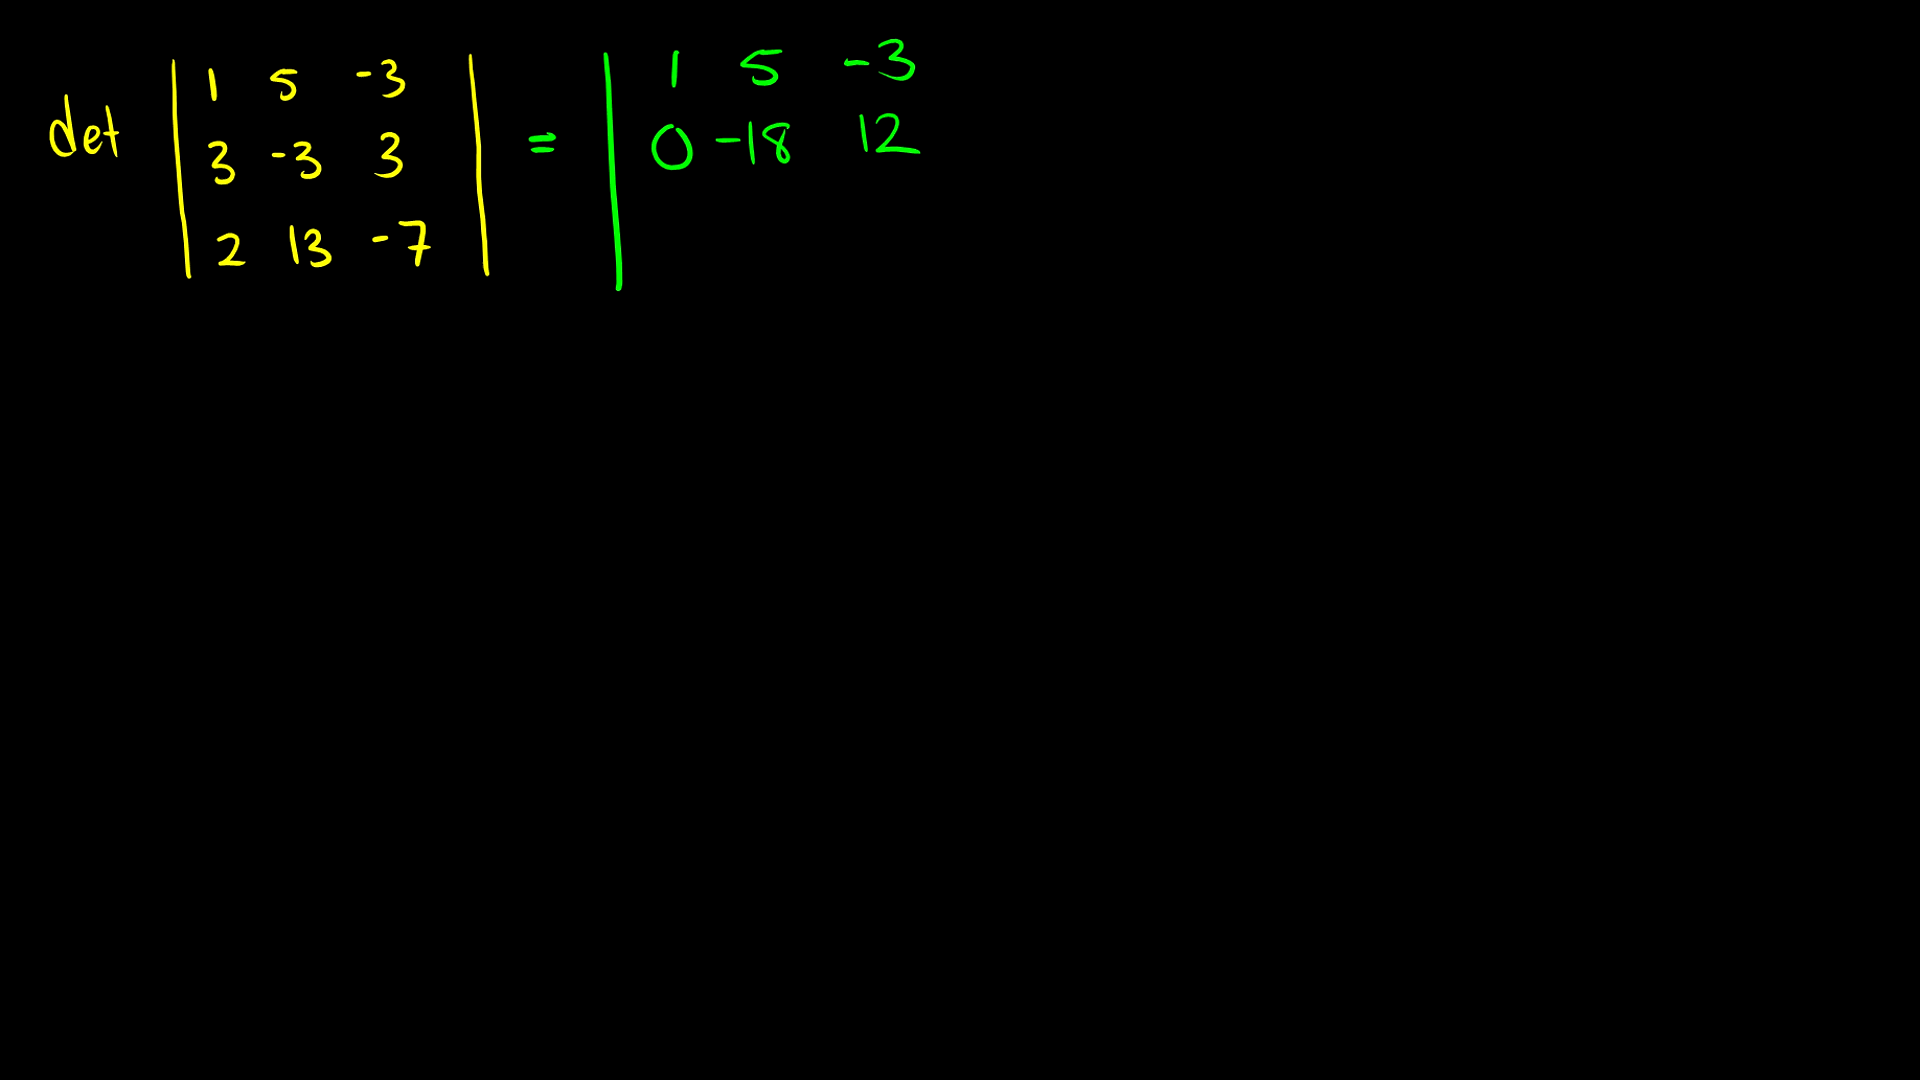 det | 1 5 -3 | = | 1 5 -3
| 3 -3 3 | | 0 -18 12
| 2 13 -7 | |